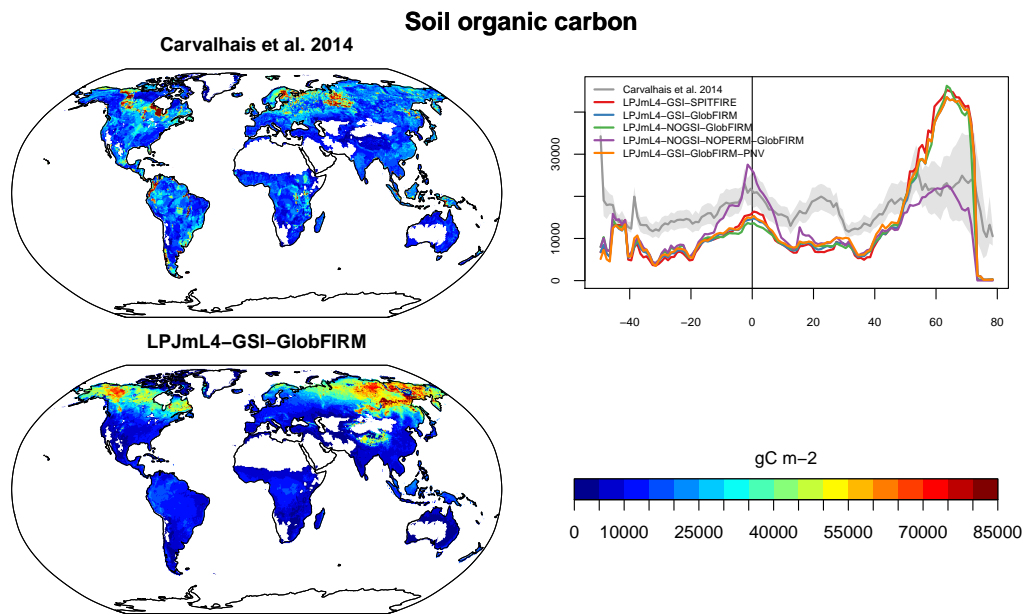 Soil organic carbon
Carvalhais et al. 2014
Carvalhais et al. 2014
LPJmL4−GSI−SPITFIRE
LPJmL4−GSI−GlobFIRM
LPJmL4−NOGSI−GlobFIRM
LPJmL4−NOGSI−NOPERM−GlobFIRM
LPJmL4−GSI−GlobFIRM−PNV
0 10000 30000
−40 −20 0 20 40 60 80
LPJmL4−GSI−GlobFIRM
gC m−2
0 10000 25000 40000 55000 70000 85000